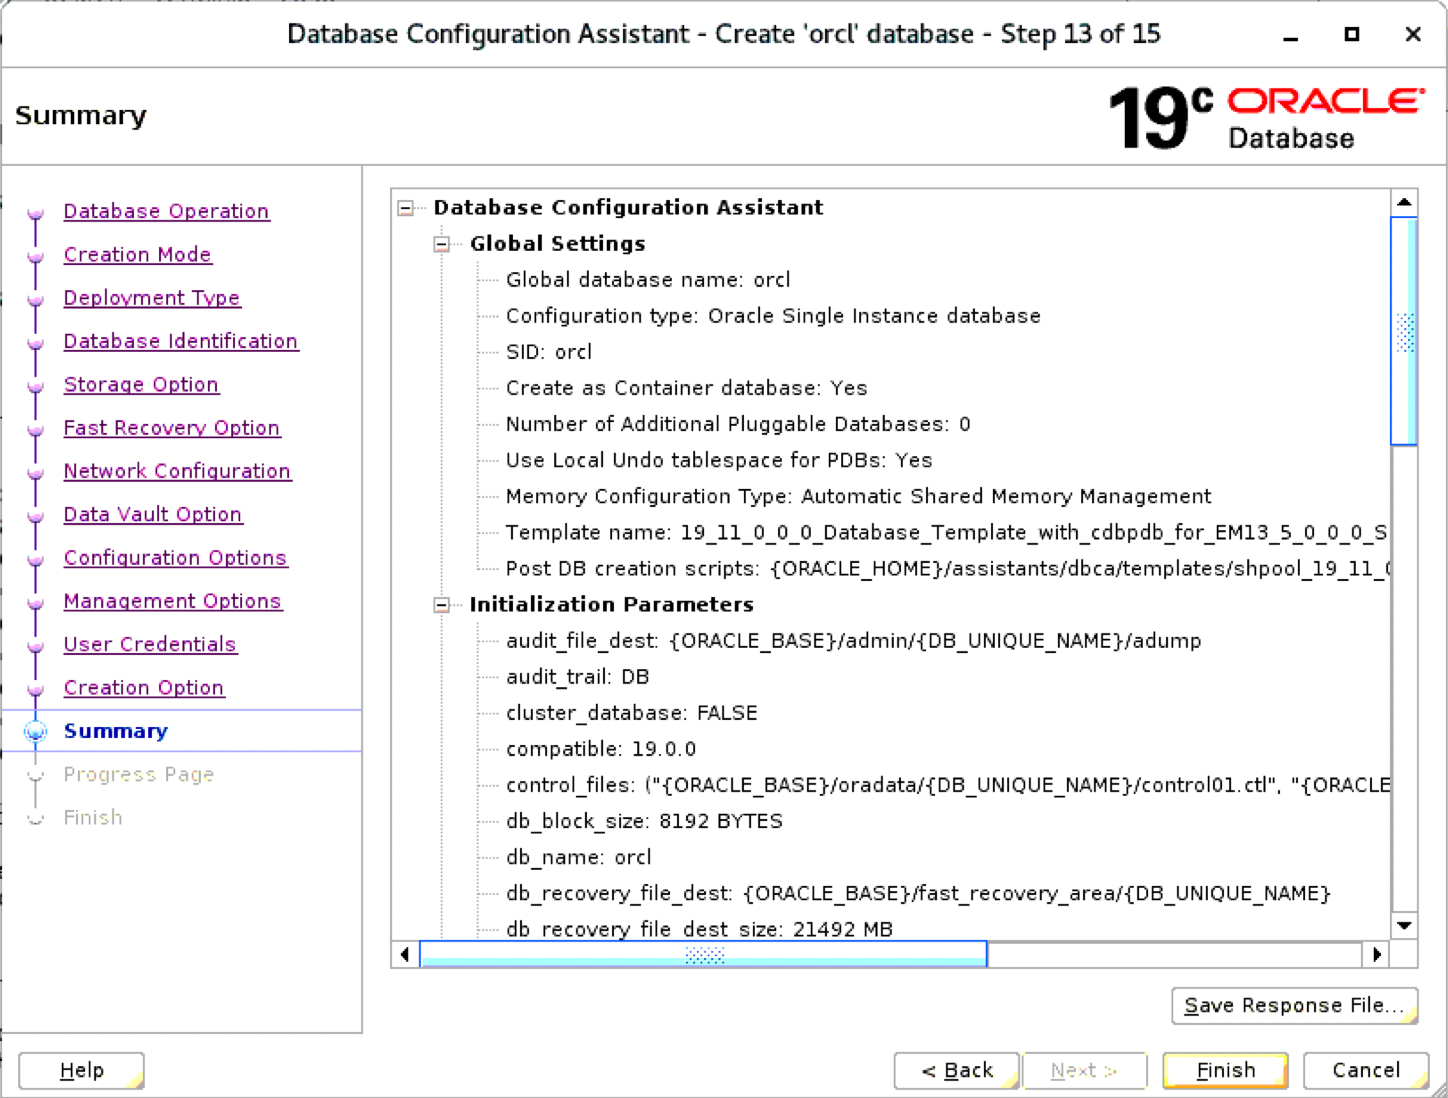 Database Configuration Assistant - Create 'orcl' database - Step 13 of 15
Summary
19c ORACLE
Database
Database Operation
Creation Mode
Deployment Type
Database Identification
Storage Option
Fast Recovery Option
Network Configuration
Data Vault Option
Configuration Options
Management Options
User Credentials
Creation Option
Summary
Progress Page
Finish
Database Configuration Assistant
Global Settings
Global database name: orcl
Configuration type: Oracle Single Instance database
SID: orcl
Create as Container database: Yes
Number of Additional Pluggable Databases: 0
Use Local Undo tablespace for PDBs: Yes
Memory Configuration Type: Automatic Shared Memory Management
Template name: 19_11_0_0_0_Database_Template_with_cdbpdb_for_EM13_5_0_0_0_S
Post DB creation scripts: {ORACLE_HOME}/assistants/dbca/templates/shpool_19_11_
Initialization Parameters
audit_file_dest: {ORACLE_BASE}/admin/{DB_UNIQUE_NAME}/adump
audit_trail: DB
cluster_database: FALSE
compatible: 19.0.0
control_files: ("{ORACLE_BASE}/oradata/{DB_UNIQUE_NAME}/control01.ctl", "{ORACLE
db_block_size: 8192 BYTES
db_name: orcl
db_recovery_file_dest: {ORACLE_BASE}/fast_recovery_area/{DB_UNIQUE_NAME}
db_recovery_file_dest_size: 21492 MB
Save Response File...
Help
< Back
Next >
Finish
Cancel